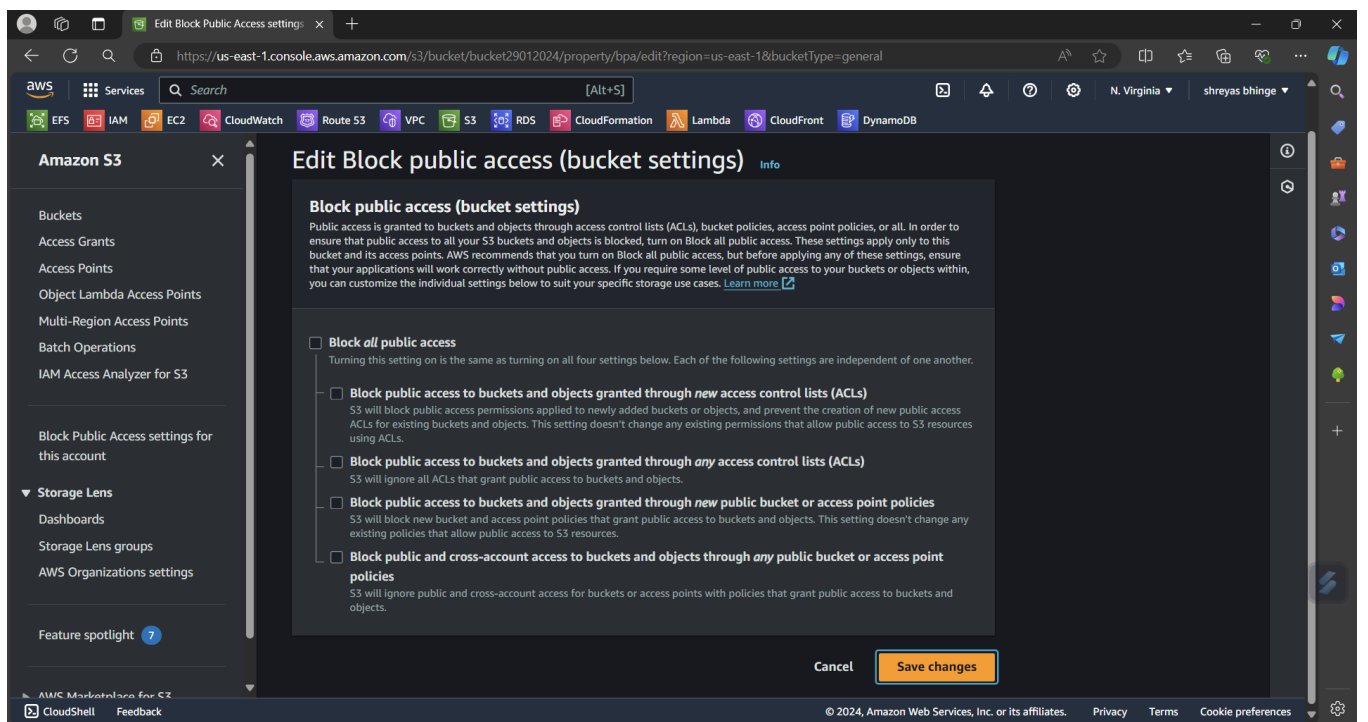 Edit Block Public Access settings
https://us-east-1.console.aws.amazon.com/s3/bucket/bucket29012024/property/bpa/edit?region=us-east-1&bucketType=general
aws
Services
Search
[Alt+S]
N. Virginia
shreyas bhinge
EFS
IAM
EC2
CloudWatch
Route 53
VPC
S3
RDS
CloudFormation
Lambda
CloudFront
DynamoDB
Amazon S3
Buckets
Access Grants
Access Points
Object Lambda Access Points
Multi-Region Access Points
Batch Operations
IAM Access Analyzer for S3
Block Public Access settings for
this account
Storage Lens
Dashboards
Storage Lens groups
AWS Organizations settings
Feature spotlight 7
AWS Marketplace for S3
Edit Block public access (bucket settings) Info
Block public access (bucket settings)
Public access is granted to buckets and objects through access control lists (ACLs), bucket policies, access point policies, or all. In order to
ensure that public access to all your S3 buckets and objects is blocked, turn on Block all public access. These settings apply only to this
bucket and its access points. AWS recommends that you turn on Block all public access, but before applying any of these settings, ensure
that your applications will work correctly without public access. If you require some level of public access to your buckets or objects within,
you can customize the individual settings below to suit your specific storage use cases. Learn more
Block all public access
Turning this setting on is the same as turning on all four settings below. Each of the following settings are independent of one another.
Block public access to buckets and objects granted through new access control lists (ACLs)
S3 will block public access permissions applied to newly added buckets or objects, and prevent the creation of new public access
ACLs for existing buckets and objects. This setting doesn't change any existing permissions that allow public access to S3 resources
using ACLs.
Block public access to buckets and objects granted through any access control lists (ACLs)
S3 will ignore all ACLs that grant public access to buckets and objects.
Block public access to buckets and objects granted through new public bucket or access point policies
S3 will block new bucket and access point policies that grant public access to buckets and objects. This setting doesn't change any
existing policies that allow public access to S3 resources.
Block public and cross-account access to buckets and objects through any public bucket or access point
policies
S3 will ignore public and cross-account access for buckets or access points with policies that grant public access to buckets and
objects.
Cancel
Save changes
CloudShell
Feedback
© 2024, Amazon Web Services, Inc. or its affiliates.
Privacy
Terms
Cookie preferences